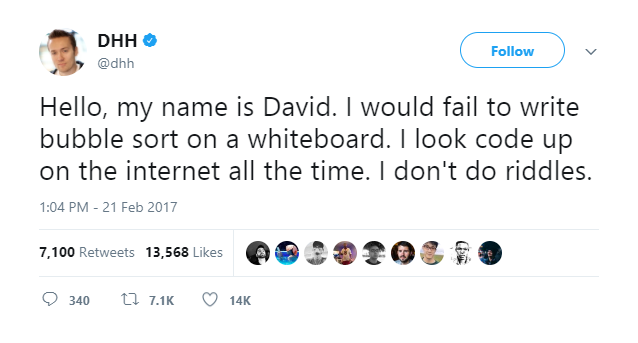 DHH
@dhh
Follow
Hello, my name is David. I would fail to write
bubble sort on a whiteboard. I look code up
on the internet all the time. I don't do riddles.
1:04 PM - 21 Feb 2017
7,100 Retweets 13,568 Likes
340 7.1K 14K